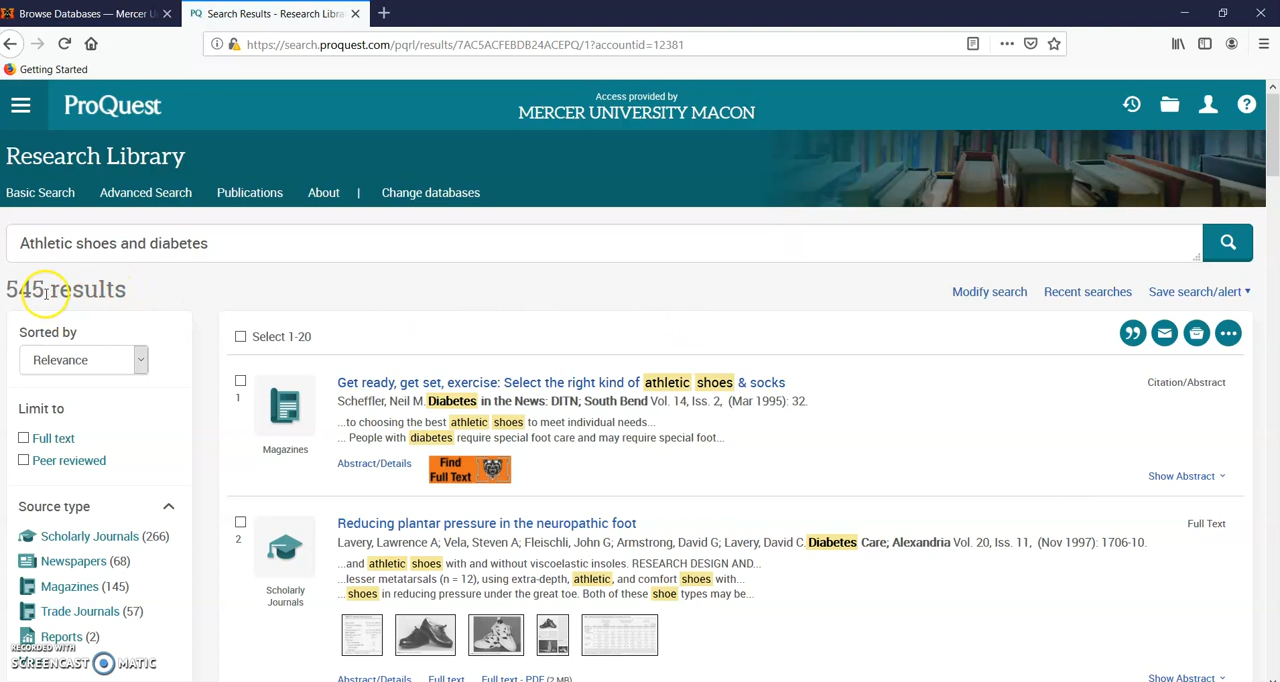 Browse Databases — Mercer U
PQ Search Results - Research Libra
https://search.proquest.com/pqrl/results/7AC5ACFEBDB24ACEPQ/1?accountid=12381
Getting Started
ProQuest
Access provided by
MERCER UNIVERSITY MACON
Research Library
Basic Search Advanced Search Publications About | Change databases
Athletic shoes and diabetes
545 results
Modify search Recent searches Save search/alert
Sorted by
Relevance
Limit to
Full text
Peer reviewed
Source type
Scholarly Journals (266)
Newspapers (68)
Magazines (145)
Trade Journals (57)
Reports (2)
RECORDED WITH
SCREENCAST MATIC
Select 1-20
1
Magazines
Get ready, get set, exercise: Select the right kind of athletic shoes & socks
Citation/Abstract
Scheffler, Neil M. Diabetes in the News: DITN; South Bend Vol. 14, Iss. 2, (Mar 1995): 32.
...to choosing the best athletic shoes to meet individual needs...
... People with diabetes require special foot care and may require special foot...
Abstract/Details
Find
Full Text
Show Abstract
2
Scholarly
Journals
Reducing plantar pressure in the neuropathic foot
Full Text
Lavery, Lawrence A; Vela, Steven A; Fleischli, John G; Armstrong, David G; Lavery, David C. Diabetes Care; Alexandria Vol. 20, Iss. 11, (Nov 1997): 1706-10.
...and athletic shoes with and without viscoelastic insoles. RESEARCH DESIGN AND...
...lesser metatarsals (n = 12), using extra-depth, athletic, and comfort shoes with...
...shoes in reducing pressure under the great toe. Both of these shoe types may be...
Abstract/Details Full text Full text - PDF (2 MB)
Show Abstract